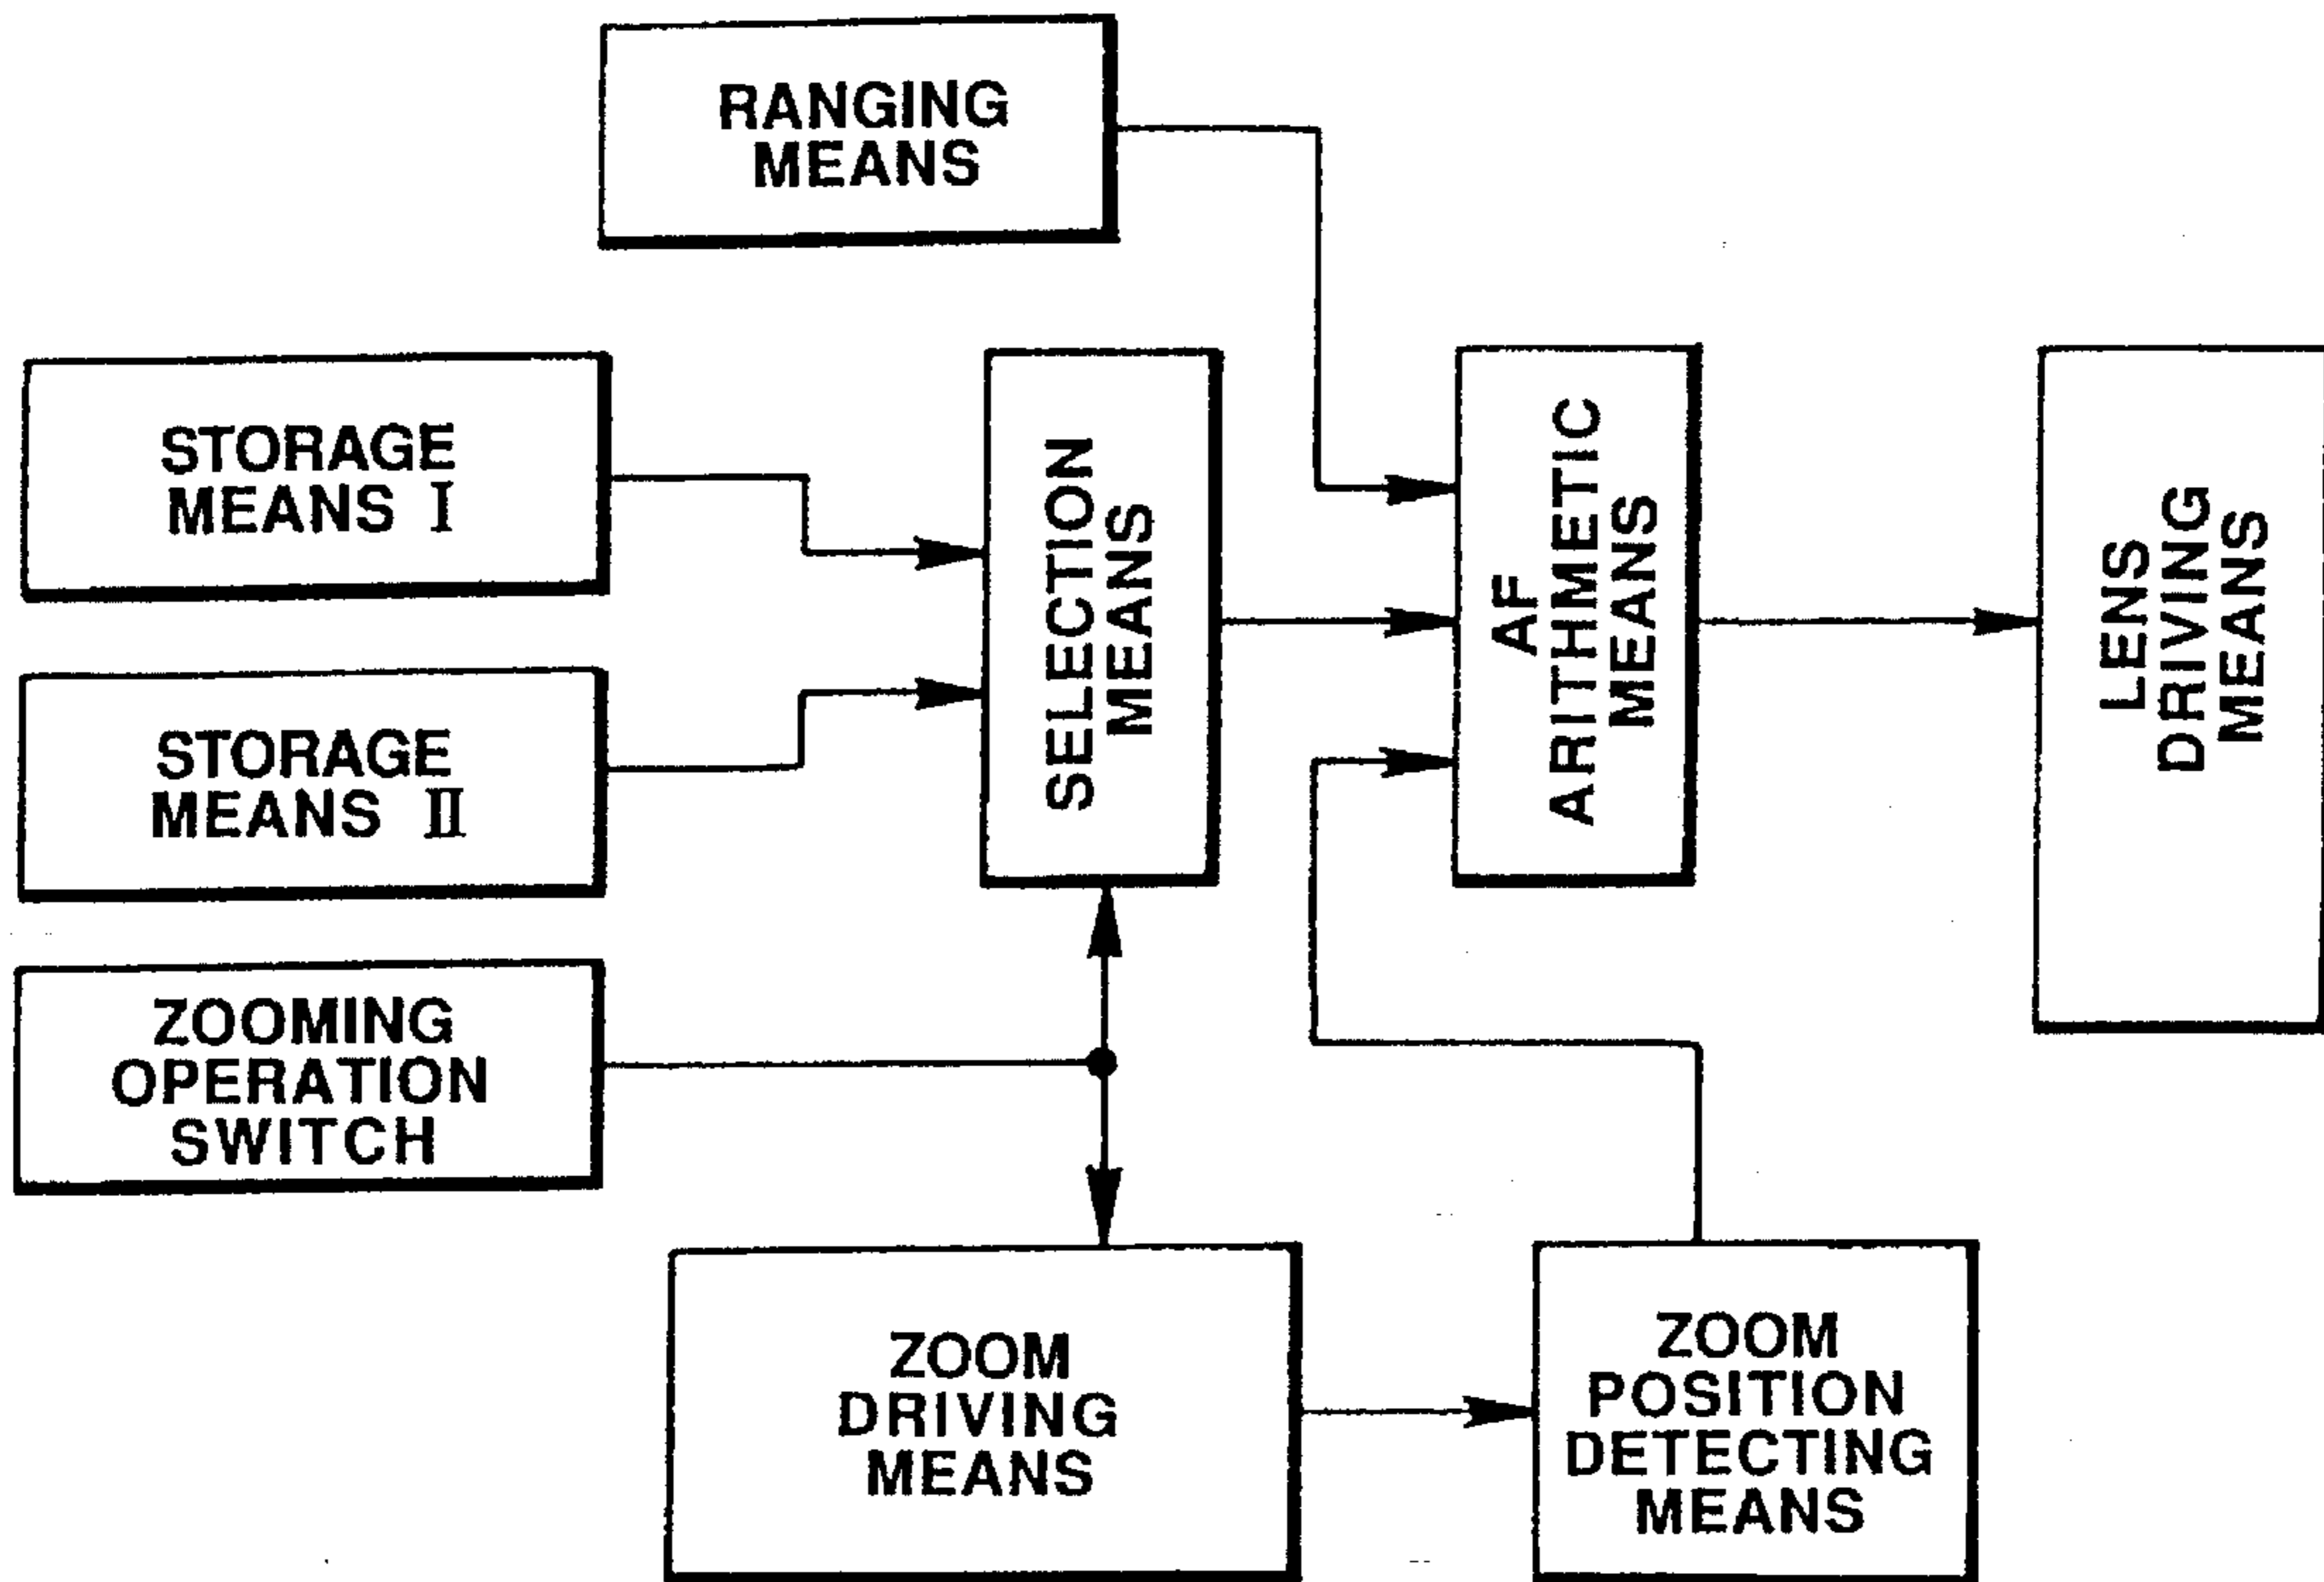 RANGING
MEANS
STORAGE
MEANS I
STORAGE
MEANS II
ZOOMING
OPERATION
SWITCH
SELECTION
MEANS
AF
ARITHMETIC
MEANS
LENS
DRIVING
MEANS
ZOOM
DRIVING
MEANS
ZOOM
POSITION
DETECTING
MEANS